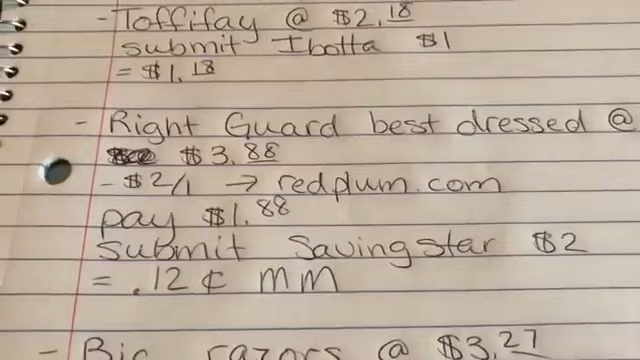 - Toffifay @ $2.18
submit Ibotta $1
= $1.18
- Right Guard best dressed @
$3.88
- $2/1 → redplum.com
pay $1.88
submit Savingstar $2
= .12¢ mm
- Bic razors @ $3.27